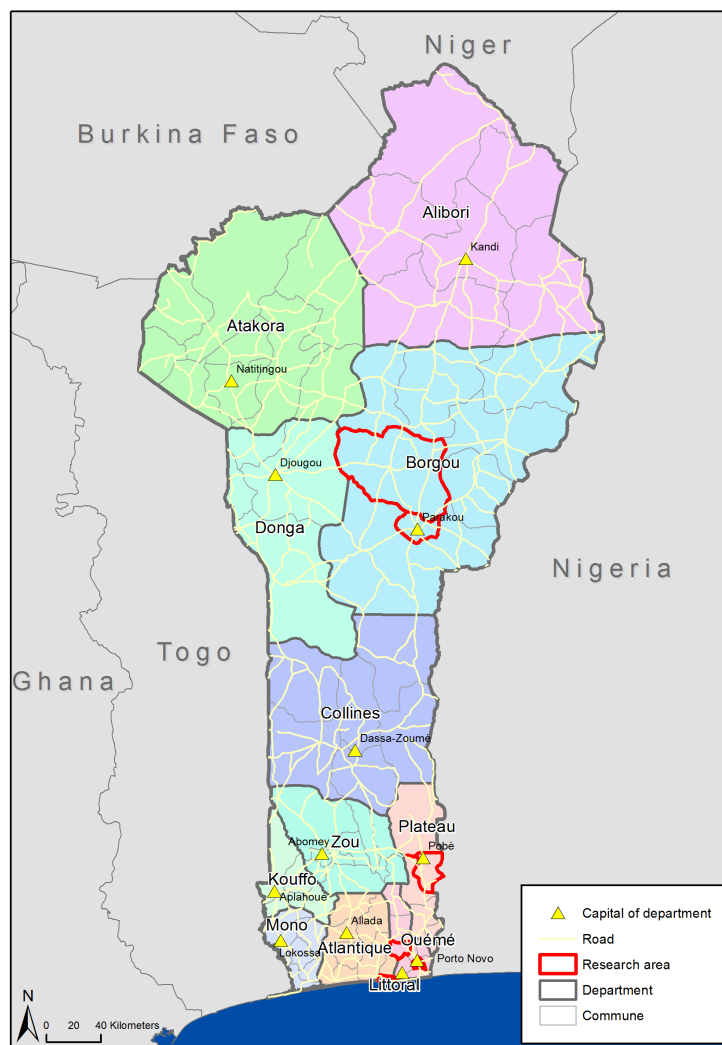 Niger
Burkina Faso
Alibori
Kandi
Atakora
Natitingou
Djougou
Borgou
Parakou
Donga
Nigeria
Togo
Ghana
Collines
Dassa-Zoumè
Plateau
Abomey
Zou
Pobè
Kouffo
Aplahoué
Allada
Mono
Lokossa
Atlantique
Ouémé
Porto Novo
Littoral
Capital of department
Road
Research area
Department
Commune
N
0 20 40 Kilometers